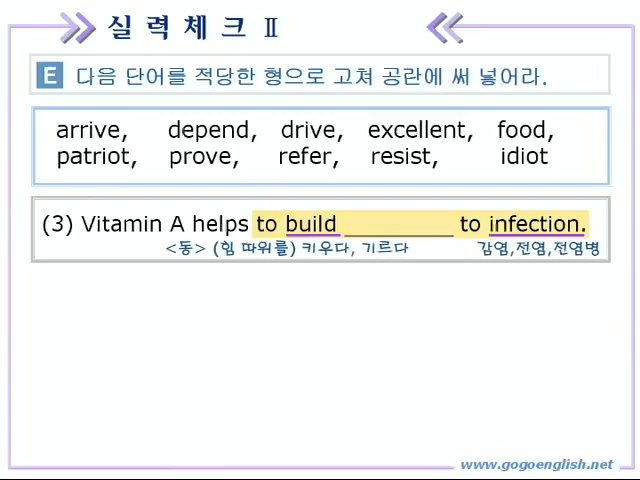 실 력 체 크 Ⅱ
E 다음 단어를 적당한 형으로 고쳐 공란에 써 넣어라.
arrive, depend, drive, excellent, food,
patriot, prove, refer, resist, idiot
(3) Vitamin A helps to build __________ to infection.
<동> (힘 따위를) 키우다, 기르다 감염,전염,전염병
www.gogoenglish.net